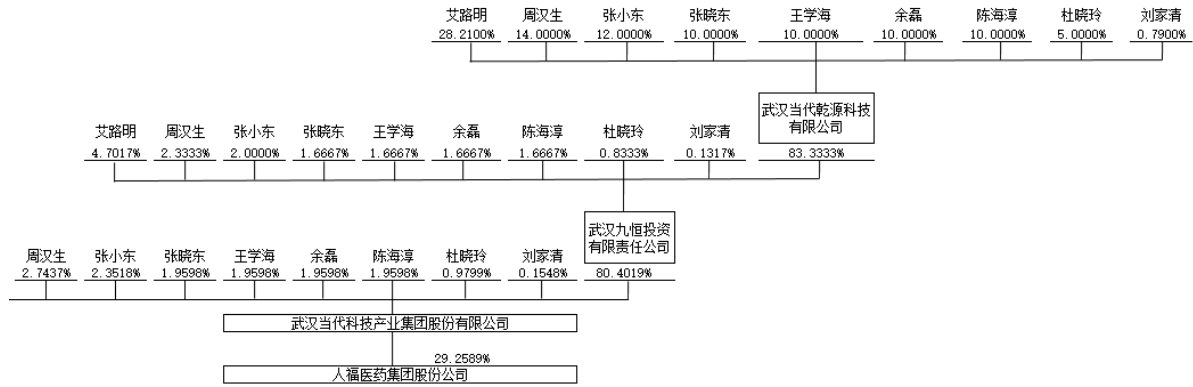 艾路明 周汉生 张小东 张晓东 王学海 余磊 陈海淳 杜晓玲 刘家清
28.2100% 14.0000% 12.0000% 10.0000% 10.0000% 10.0000% 10.0000% 5.0000% 0.7900%
武汉当代乾源科技
有限公司
艾路明 周汉生 张小东 张晓东 王学海 余磊 陈海淳 杜晓玲 刘家清
4.7017% 2.3333% 2.0000% 1.6667% 1.6667% 1.6667% 1.6667% 0.8333% 0.1317% 83.3333%
武汉九恒投资
有限责任公司
周汉生 张小东 张晓东 王学海 余磊 陈海淳 杜晓玲 刘家清
2.7437% 2.3518% 1.9598% 1.9598% 1.9598% 1.9598% 0.9799% 0.1548% 80.4019%
武汉当代科技产业集团股份有限公司
29.2589%
人福医药集团股份公司